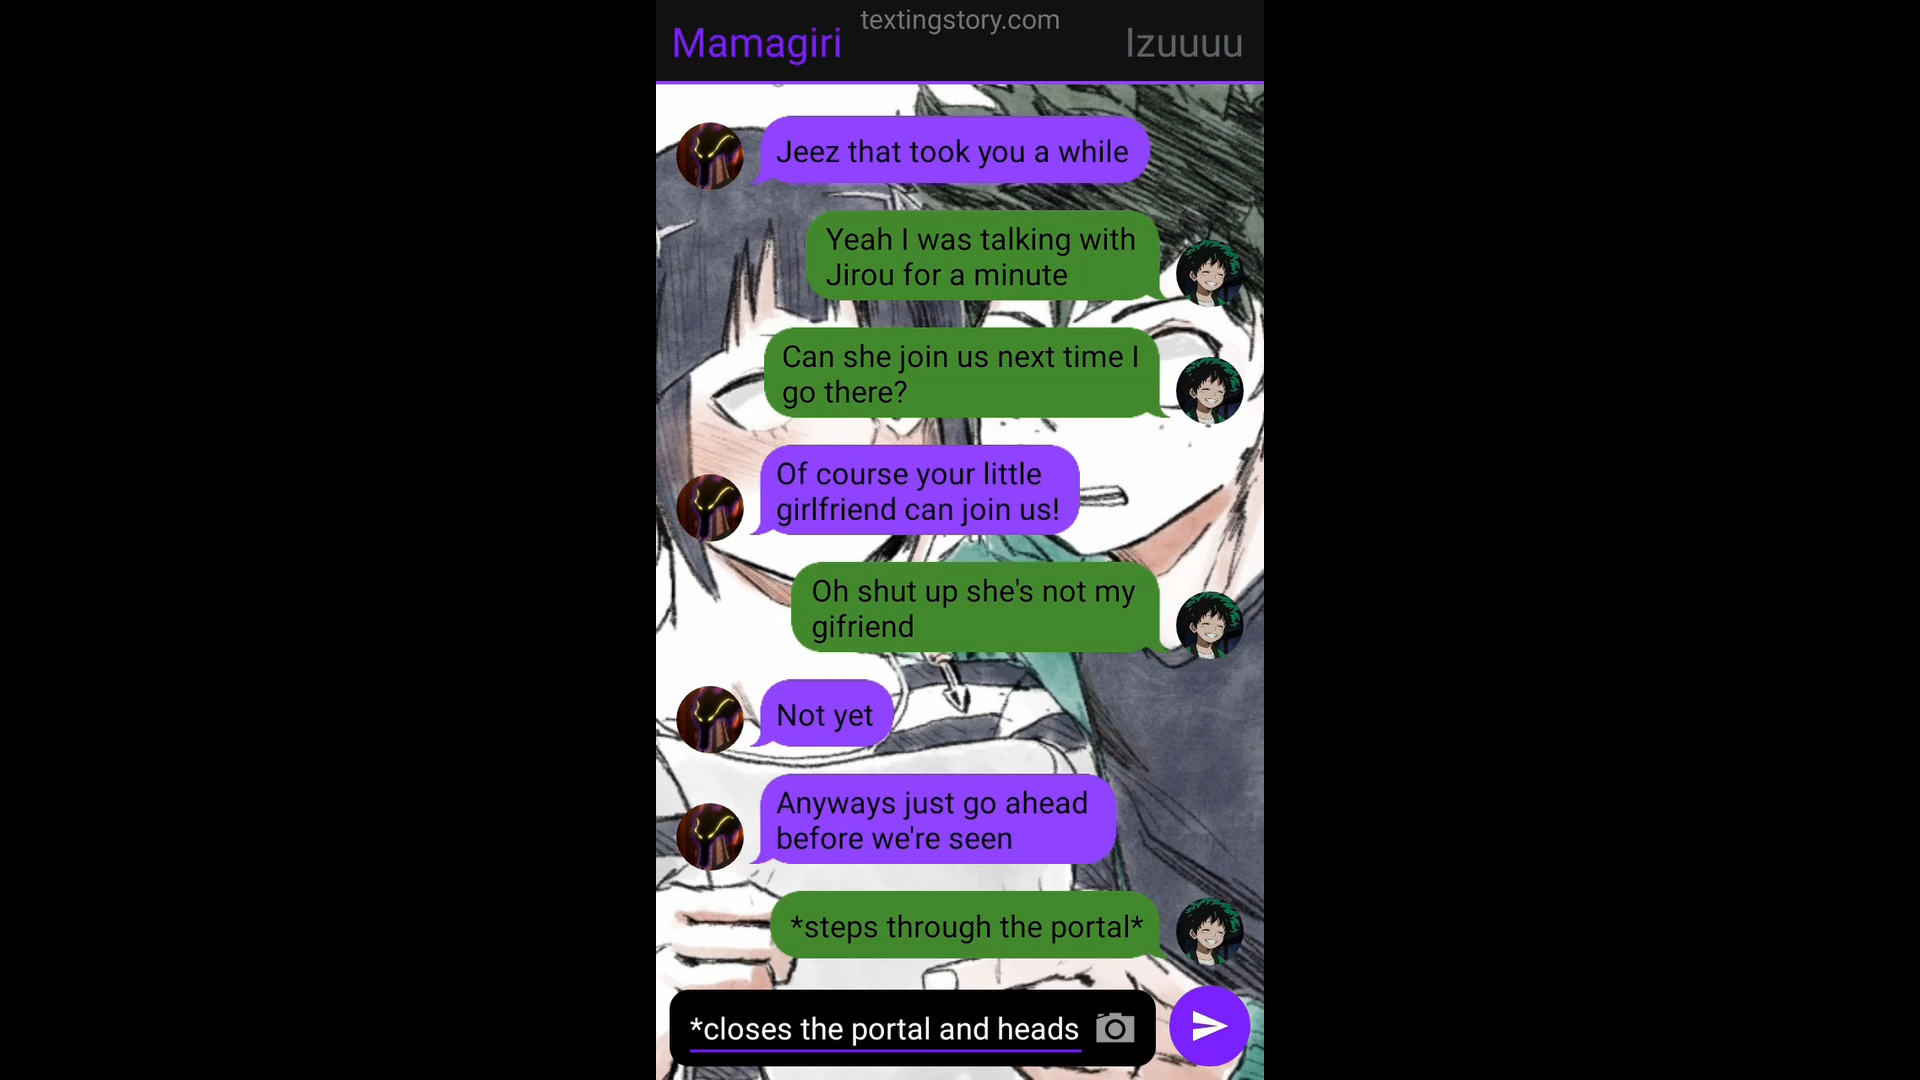 textingstory.com
Mamagiri
Izuuuu
Jeez that took you a while
Yeah I was talking with
Jirou for a minute
Can she join us next time I
go there?
Of course your little
girlfriend can join us!
Oh shut up she's not my
gifriend
Not yet
Anyways just go ahead
before we're seen
*steps through the portal*
*closes the portal and heads